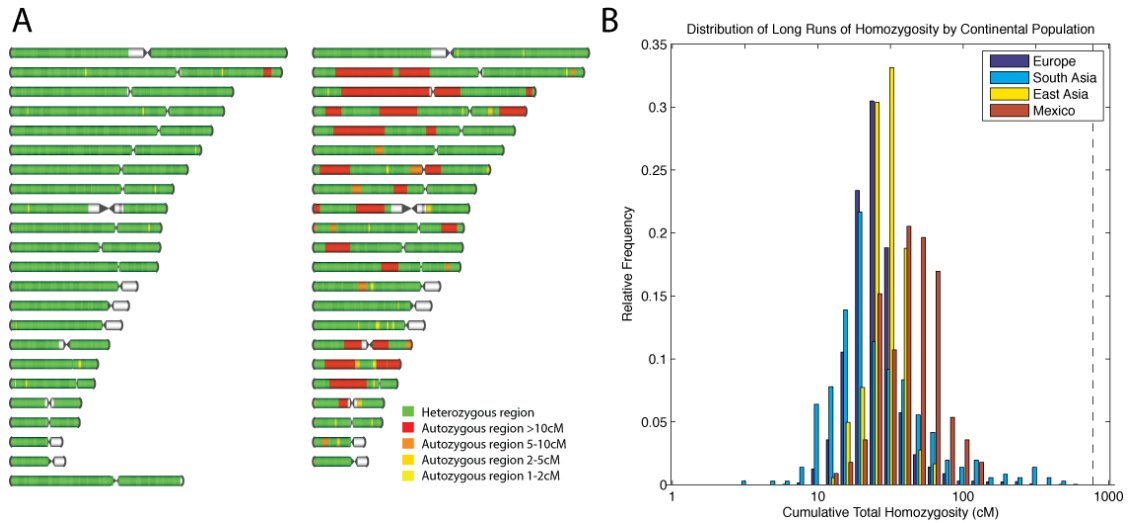 A
Heterozygous region
Autozygous region >10cM
Autozygous region 5-10cM
Autozygous region 2-5cM
Autozygous region 1-2cM
B
Distribution of Long Runs of Homozygosity by Continental Population
0.35
0.3
0.25
0.2
0.15
0.1
0.05
0
Relative Frequency
Europe
South Asia
East Asia
Mexico
1
10
100
1000
Cumulative Total Homozygosity (cM)